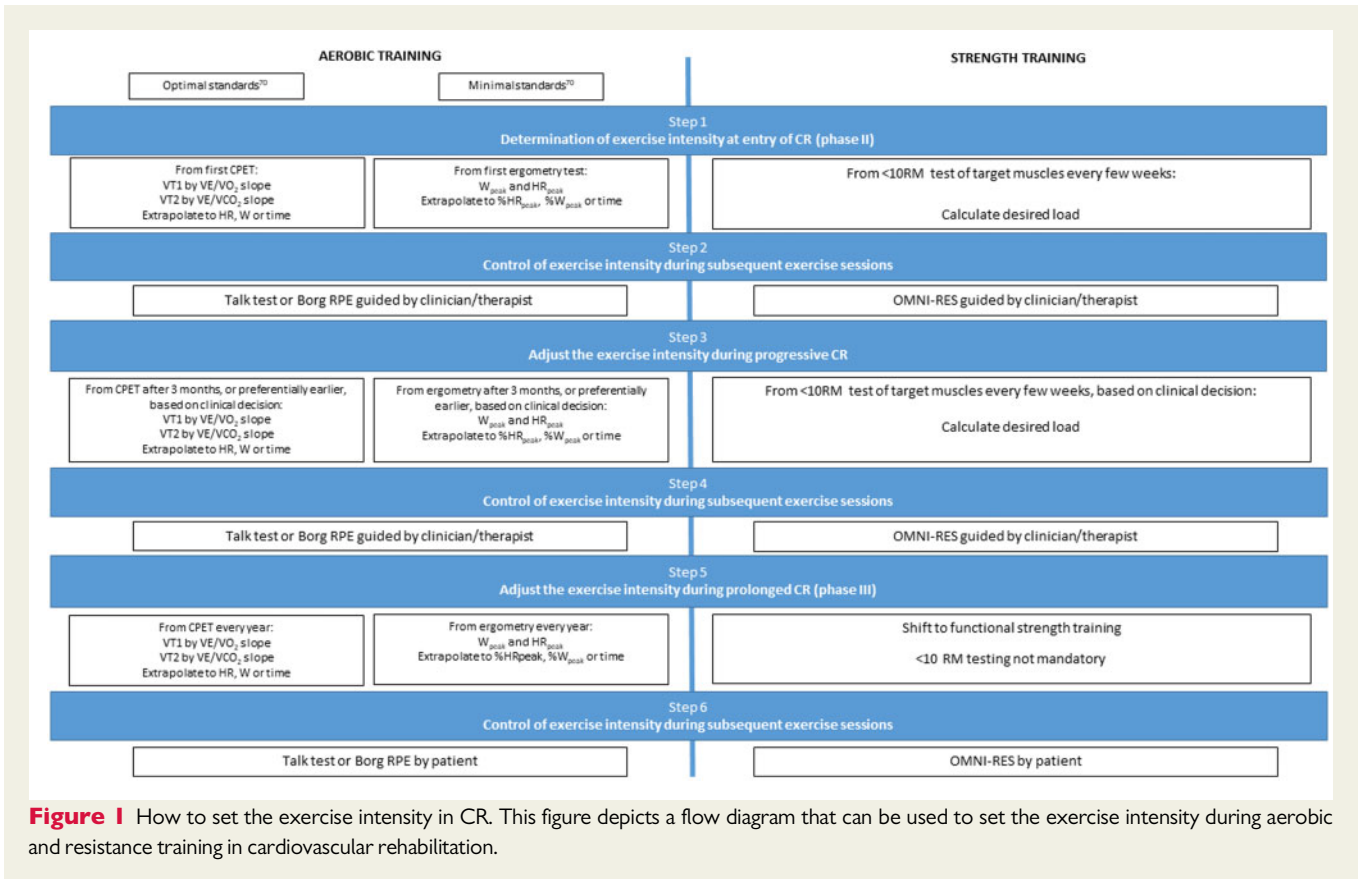 AEROBIC TRAINING
STRENGTH TRAINING
Optimal standards⁷⁰
Minimal standards⁷⁰
Step 1
Determination of exercise intensity at entry of CR (phase II)
From first CPET:
VT1 by VE/VO₂ slope
VT2 by VE/VO₂ slope
Extrapolate to HR, W or time
From first ergometry test:
Wpeak and HRpeak
Extrapolate to %HRpeak, %Wpeak or time
From <10RM test of target muscles every few weeks:
Calculate desired load
Step 2
Control of exercise intensity during subsequent exercise sessions
Talk test or Borg RPE guided by clinician/therapist
OMNI-RES guided by clinician/therapist
Step 3
Adjust the exercise intensity during progressive CR
From CPET after 3 months, or preferentially earlier,
based on clinical decision:
VT1 by VE/VO₂ slope
VT2 by VE/VCO₂ slope
Extrapolate to HR, W or time
From ergometry after 3 months, or preferentially
earlier, based on clinical decision:
Wpeak and HRpeak
Extrapolate to %HRpeak, %Wpeak or time
From <10RM test of target muscles every few weeks, based on clinical decision:
Calculate desired load
Step 4
Control of exercise intensity during subsequent exercise sessions
Talk test or Borg RPE guided by clinician/therapist
OMNI-RES guided by clinician/therapist
Step 5
Adjust the exercise intensity during prolonged CR (phase III)
From CPET every year:
VT1 by VE/VO₂ slope
VT2 by VE/VCO₂ slope
Extrapolate to HR, W or time
From ergometry every year:
Wpeak and HRpeak
Extrapolate to %HRpeak, %Wpeak or time
Shift to functional strength training
<10 RM testing not mandatory
Step 6
Control of exercise intensity during subsequent exercise sessions
Talk test or Borg RPE by patient
OMNI-RES by patient
Figure 1 How to set the exercise intensity in CR. This figure depicts a flow diagram that can be used to set the exercise intensity during aerobic
and resistance training in cardiovascular rehabilitation.